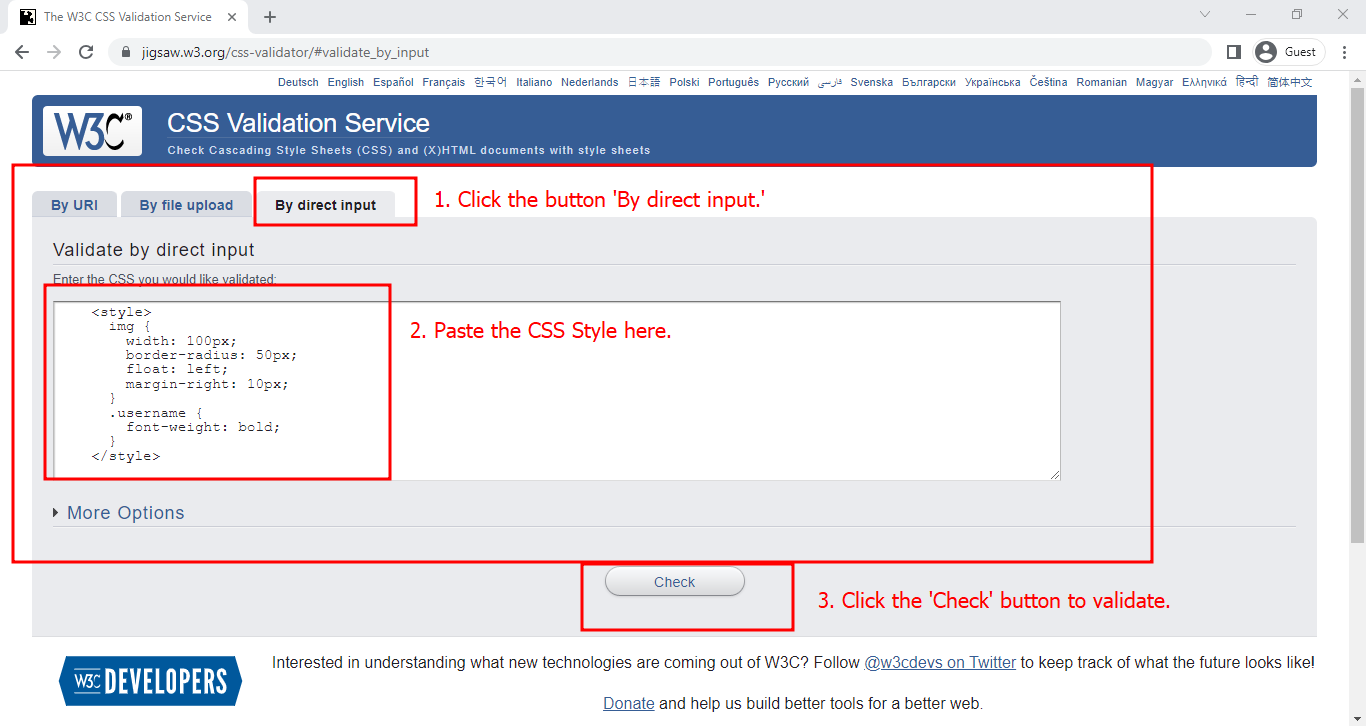 The W3C CSS Validation Service
jigsaw.w3.org/css-validator/#validate_by_input
Guest
Deutsch English Español Français 한국어 Italiano Nederlands 日本語 Polski Português Русский فارسی Svenska Български Українська Čeština Romanian Magyar Ελληνικά हिन्दी 简体中文
W3C®
CSS Validation Service
Check Cascading Style Sheets (CSS) and (X)HTML documents with style sheets
By URI
By file upload
By direct input
1. Click the button 'By direct input.'
Validate by direct input
Enter the CSS you would like validated:
<style>
img {
width: 100px;
border-radius: 50px;
float: left;
margin-right: 10px;
}
.username {
font-weight: bold;
}
</style>
2. Paste the CSS Style here.
More Options
Check
3. Click the 'Check' button to validate.
W3C DEVELOPERS
Interested in understanding what new technologies are coming out of W3C? Follow @w3cdevs on Twitter to keep track of what the future looks like!
Donate and help us build better tools for a better web.